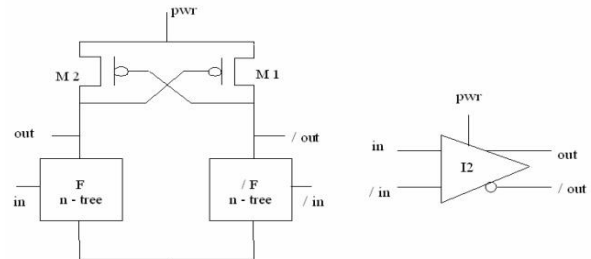 pwr
M 2
M 1
out
/ out
F
n - tree
in
/ F
n - tree
/ in
pwr
in
/ in
I2
out
/ out